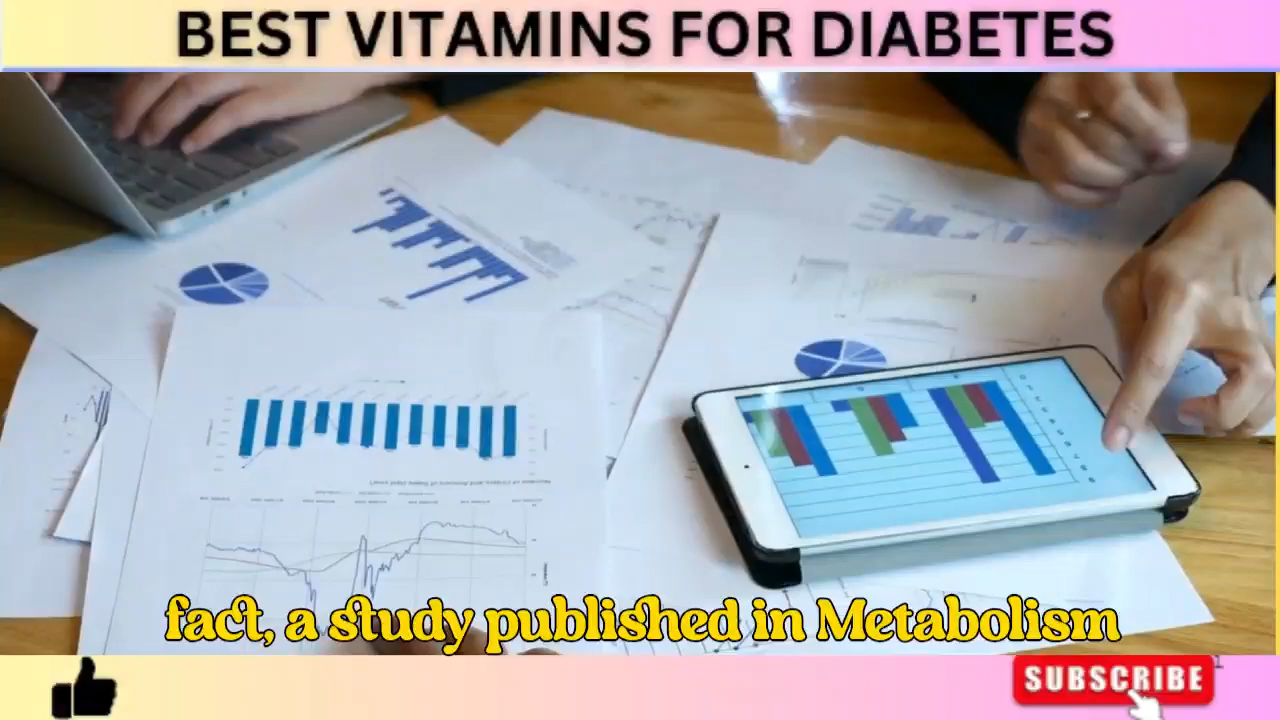 BEST VITAMINS FOR DIABETES
fact, a study published in Metabolism
SUBSCRIBE